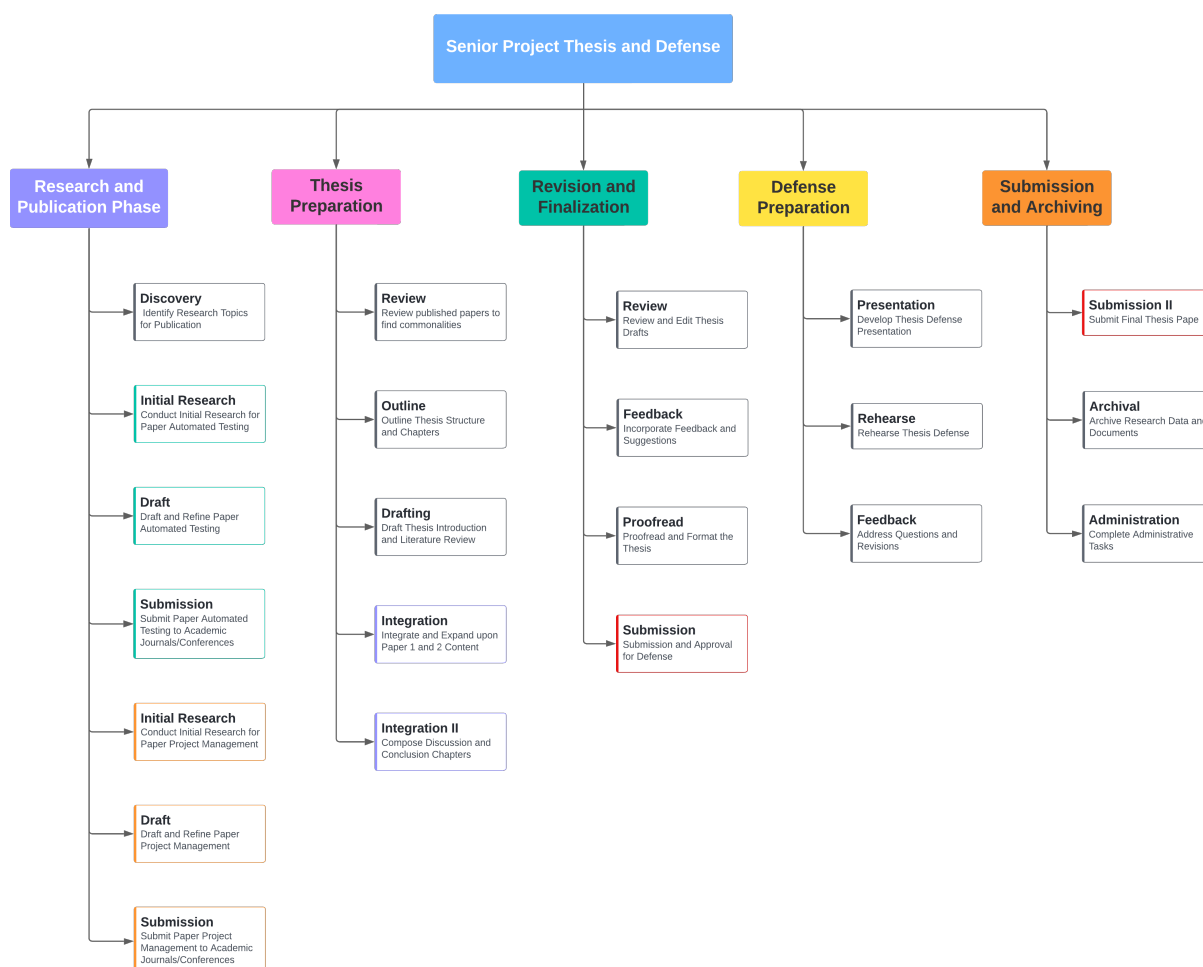 Senior Project Thesis and Defense
Research and
Publication Phase
Discovery
Identify Research Topics
for Publication
Initial Research
Conduct Initial Research for
Paper Automated Testing
Draft
Draft and Refine Paper
Automated Testing
Submission
Submit Paper Automated
Testing to Academic
Journals/Conferences
Initial Research
Conduct Initial Research for
Paper Project Management
Draft
Draft and Refine Paper
Project Management
Submission
Submit Paper Project
Management to Academic
Journals/Conferences
Thesis
Preparation
Review
Review published papers to
find commonalities
Outline
Outline Thesis Structure
and Chapters
Drafting
Draft Thesis Introduction
and Literature Review
Integration
Integrate and Expand upon
Paper 1 and 2 Content
Integration II
Compose Discussion and
Conclusion Chapters
Revision and
Finalization
Review
Review and Edit Thesis
Drafts
Feedback
Incorporate Feedback and
Suggestions
Proofread
Proofread and Format the
Thesis
Submission
Submission and Approval
for Defense
Defense
Preparation
Presentation
Develop Thesis Defense
Presentation
Rehearse
Rehearse Thesis Defense
Feedback
Address Questions and
Revisions
Submission
and Archiving
Submission II
Submit Final Thesis Pape
Archival
Archive Research Data and
Documents
Administration
Complete Administrative
Tasks